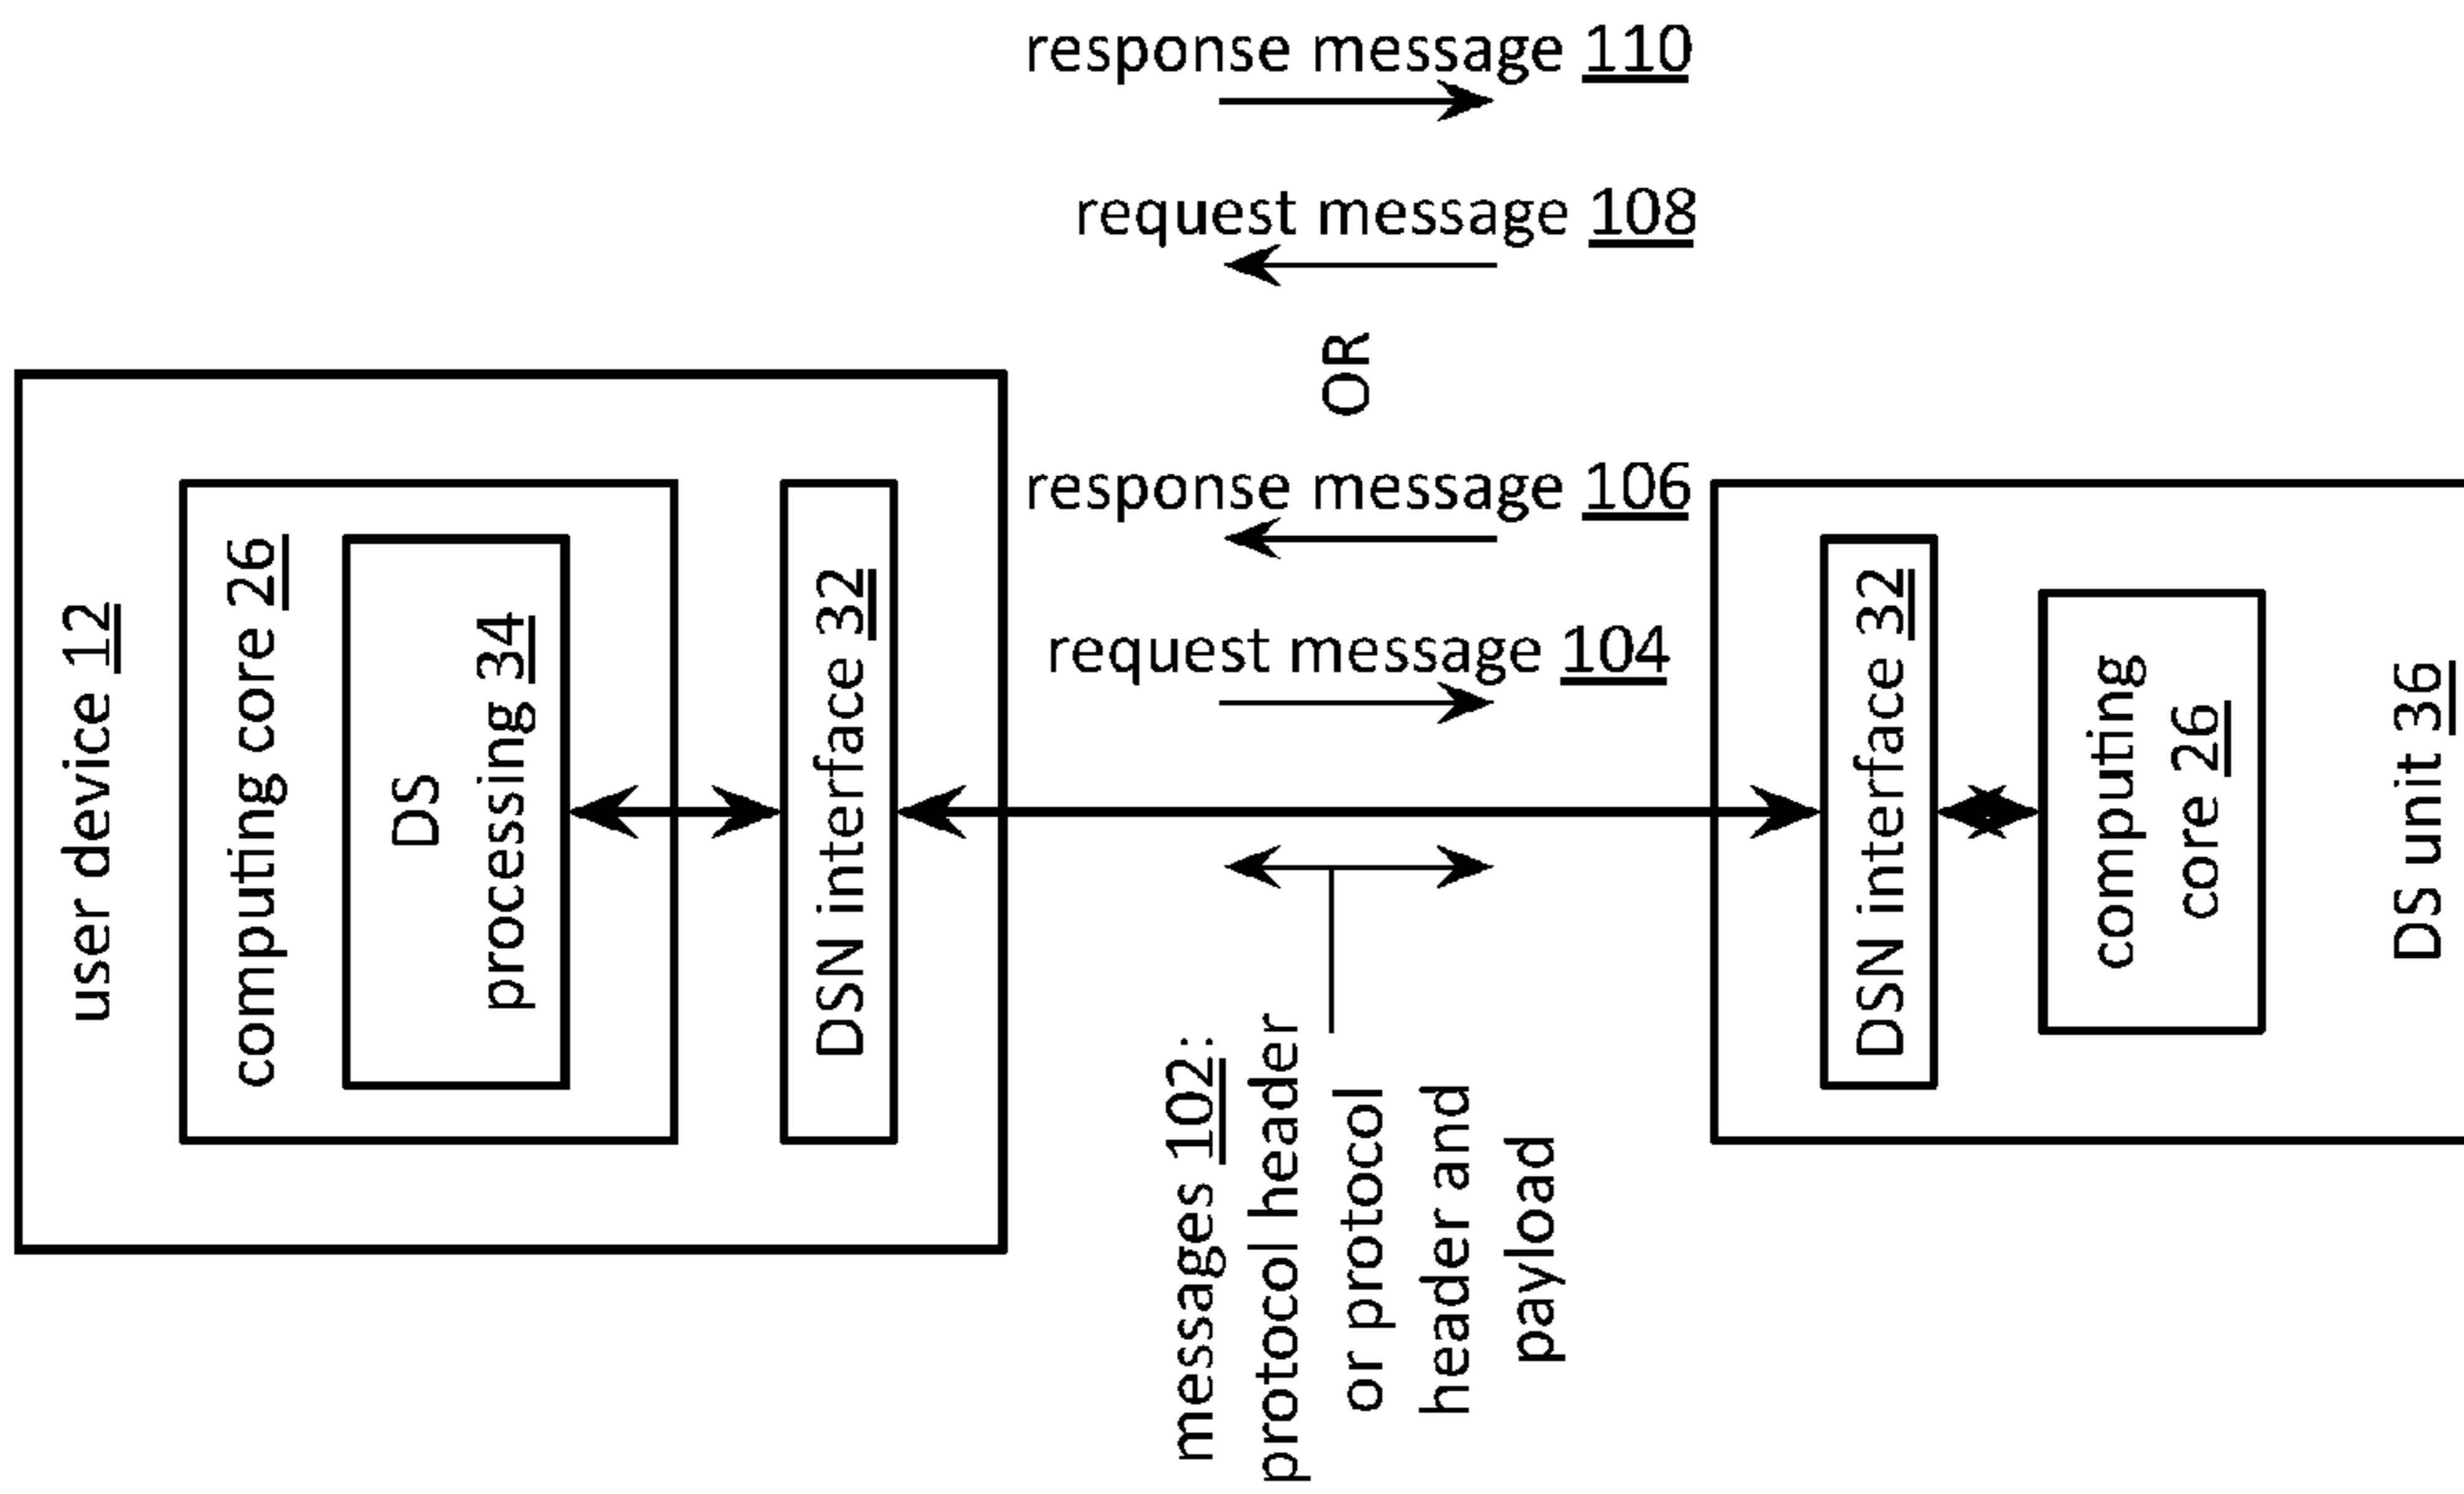 response message 110
request message 108
OR
response message 106
request message 104
user device 12
computing core 26
DS
processing 34
DSN interface 32
messages 102:
protocol header
or protocol
header and
payload
DSN interface 32
computing
core 26
DS unit 36